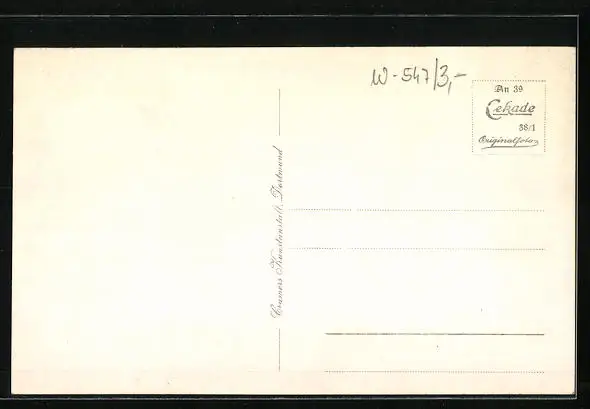 W-547/3,-
An 39
Cekade
38/1
Originalfoto
Cramers Kunstanstalt, Dortmund